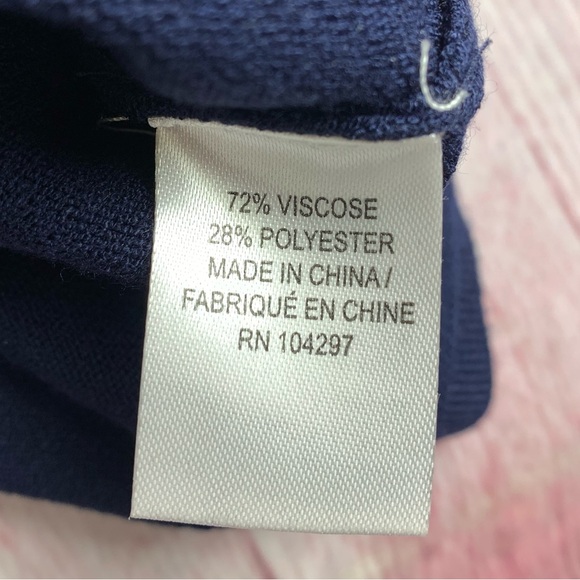 72% VISCOSE
28% POLYESTER
MADE IN CHINA /
FABRIQUÉ EN CHINE
RN 104297